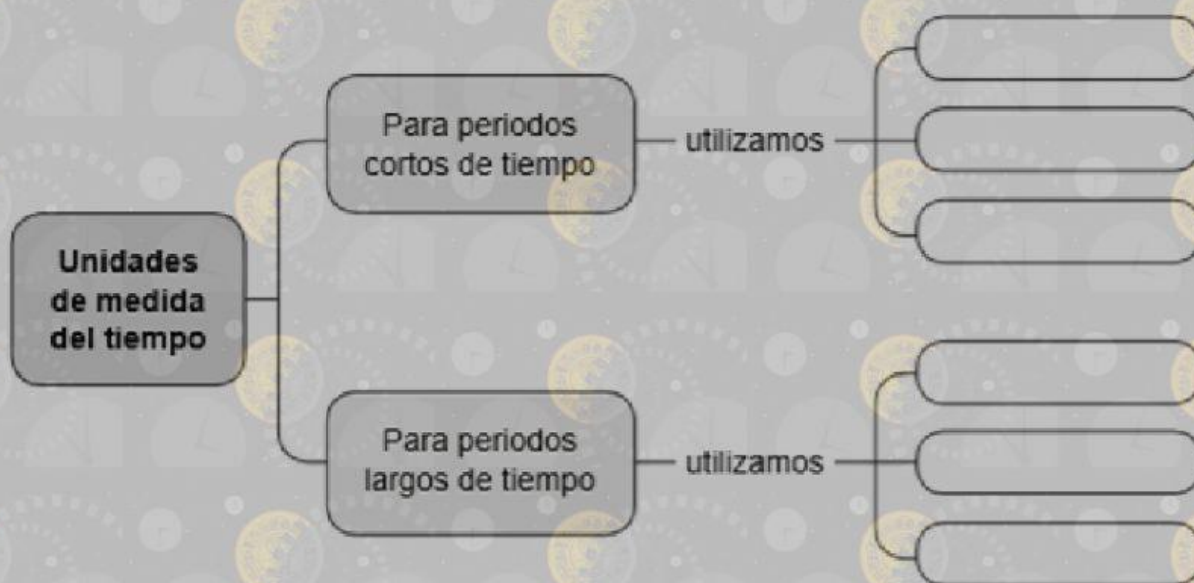 Unidades
de medida
del tiempo
Para periodos
cortos de tiempo
utilizamos
Para periodos
largos de tiempo
utilizamos